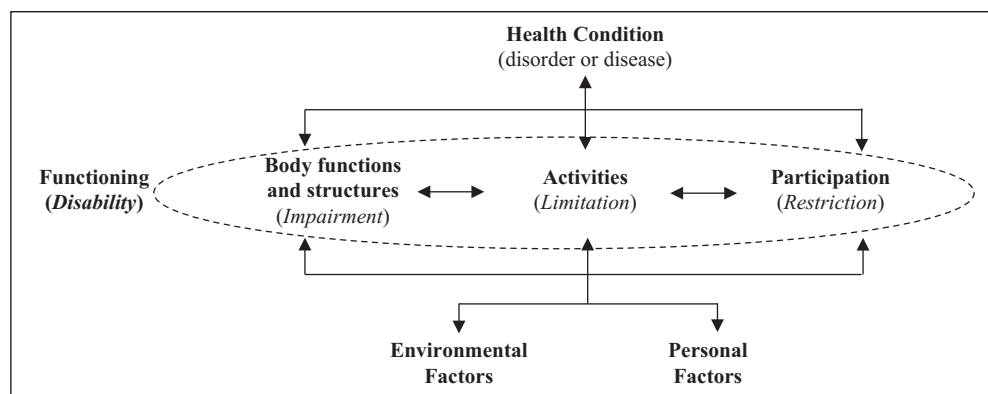 Health Condition
(disorder or disease)
Functioning
(Disability)
Body functions
and structures
(Impairment)
Activities
(Limitation)
Participation
(Restriction)
Environmental
Factors
Personal
Factors